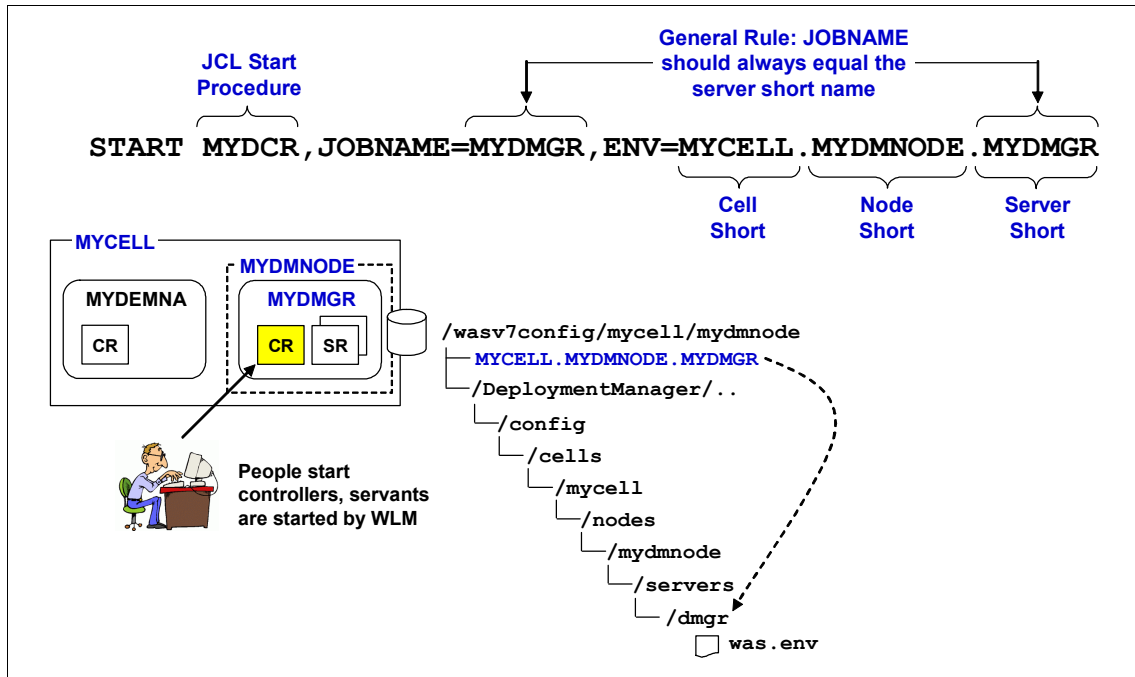 General Rule: JOBNAME
should always equal the
server short name
JCL Start
Procedure
START MYDCR,JOBNAME=MYDMGR,ENV=MYCELL.MYDMNODE.MYDMGR
Cell
Short
Node
Short
Server
Short
MYCELL
MYDMNODE
MYDEMNA
MYDMGR
CR
CR
SR
/wasv7config/mycell/mydmnode
MYCELL.MYDMNODE.MYDMGR
/DeploymentManager/..
/config
/cells
/mycell
/nodes
/mydmnode
/servers
/dmgr
was.env
People start
controllers, servants
are started by WLM